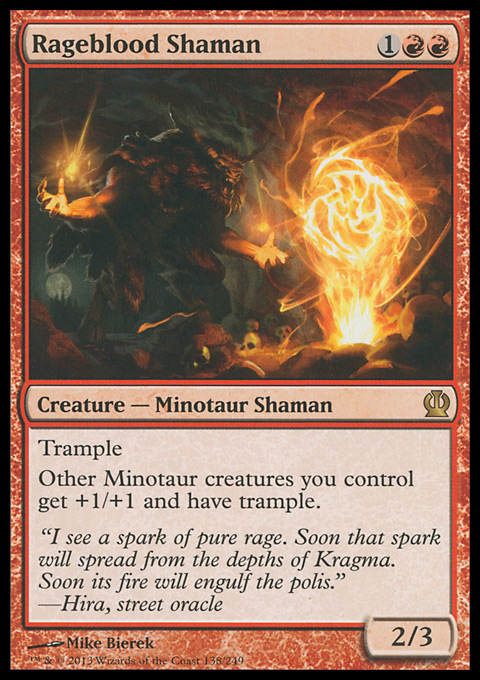 Rageblood Shaman 1
Creature — Minotaur Shaman
Trample
Other Minotaur creatures you control
get +1/+1 and have trample.
“I see a spark of pure rage. Soon that spark
will spread from the depths of Kragma.
Soon its fire will engulf the polis.”
—Hira, street oracle
2/3
Mike Bierek
™ & © 2013 Wizards of the Coast 138/249